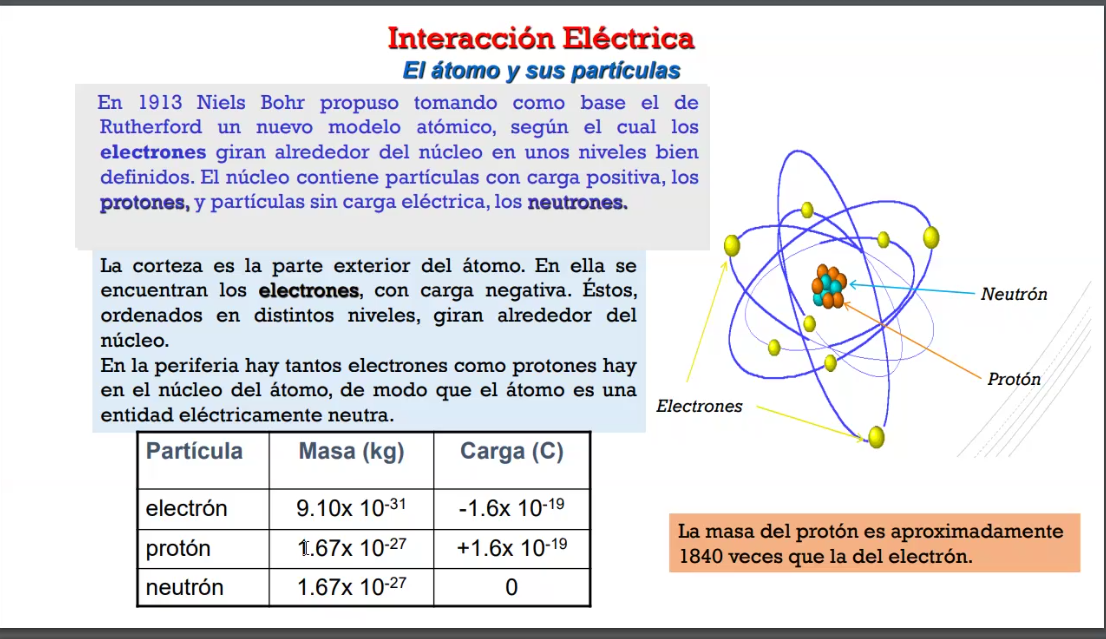 Interacción Eléctrica
El átomo y sus partículas
En 1913 Niels Bohr propuso tomando como base el de
Rutherford un nuevo modelo atómico, según el cual los
electrones giran alrededor del núcleo en unos niveles bien
definidos. El núcleo contiene partículas con carga positiva, los
protones, y partículas sin carga eléctrica, los neutrones.
La corteza es la parte exterior del átomo. En ella se
encuentran los electrones, con carga negativa. Éstos,
ordenados en distintos niveles, giran alrededor del
núcleo.
En la periferia hay tantos electrones como protones hay
en el núcleo del átomo, de modo que el átomo es una
entidad eléctricamente neutra.
Neutrón
Protón
Electrones
Partícula Masa (kg) Carga (C)
electrón 9.10x 10-31 -1.6x 10-19
protón 1.67x 10-27 +1.6x 10-19
neutrón 1.67x 10-27 0
La masa del protón es aproximadamente
1840 veces que la del electrón.